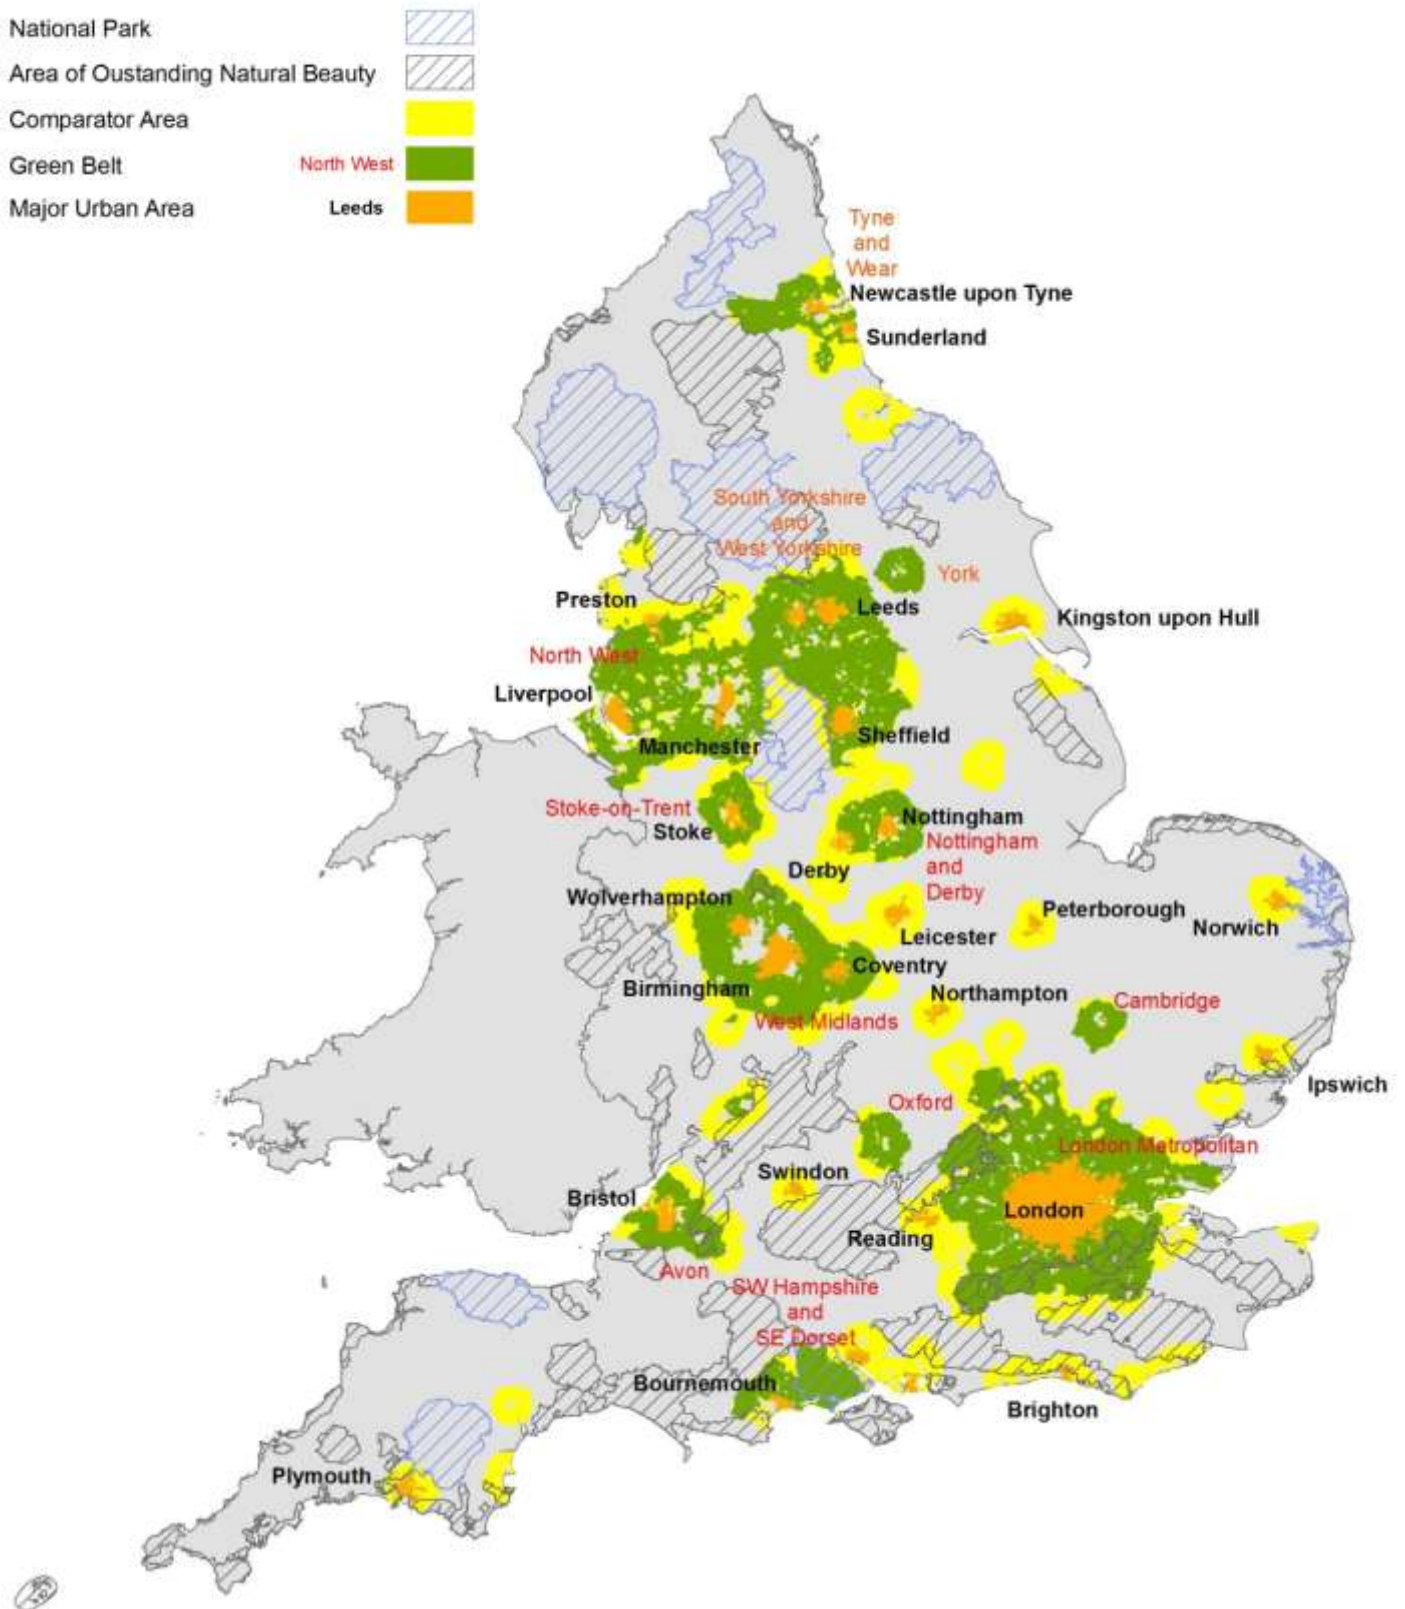 National Park
Area of Oustanding Natural Beauty
Comparator Area
Green Belt North West
Major Urban Area Leeds
Tyne
and
Wear
Newcastle upon Tyne
Sunderland
South Yorkshire
and
West Yorkshire
York
Preston
Leeds
Kingston upon Hull
North West
Liverpool
Manchester
Sheffield
Stoke-on-Trent
Stoke
Nottingham
Nottingham
and
Derby
Derby
Wolverhampton
Peterborough
Norwich
Leicester
Coventry
Birmingham
Northampton
Cambridge
West Midlands
Ipswich
Oxford
London Metropolitan
Swindon
Bristol
London
Reading
Avon
SW Hampshire
and
SE Dorset
Bournemouth
Brighton
Plymouth